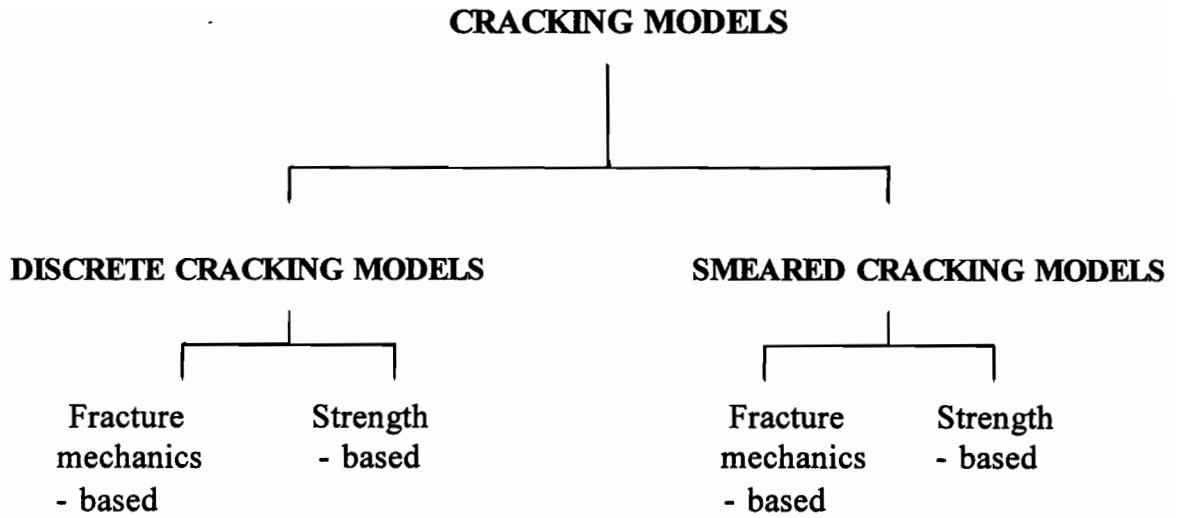 CRACKING MODELS
DISCRETE CRACKING MODELS
SMEARED CRACKING MODELS
Fracture
mechanics
- based
Strength
- based
Fracture
mechanics
- based
Strength
- based